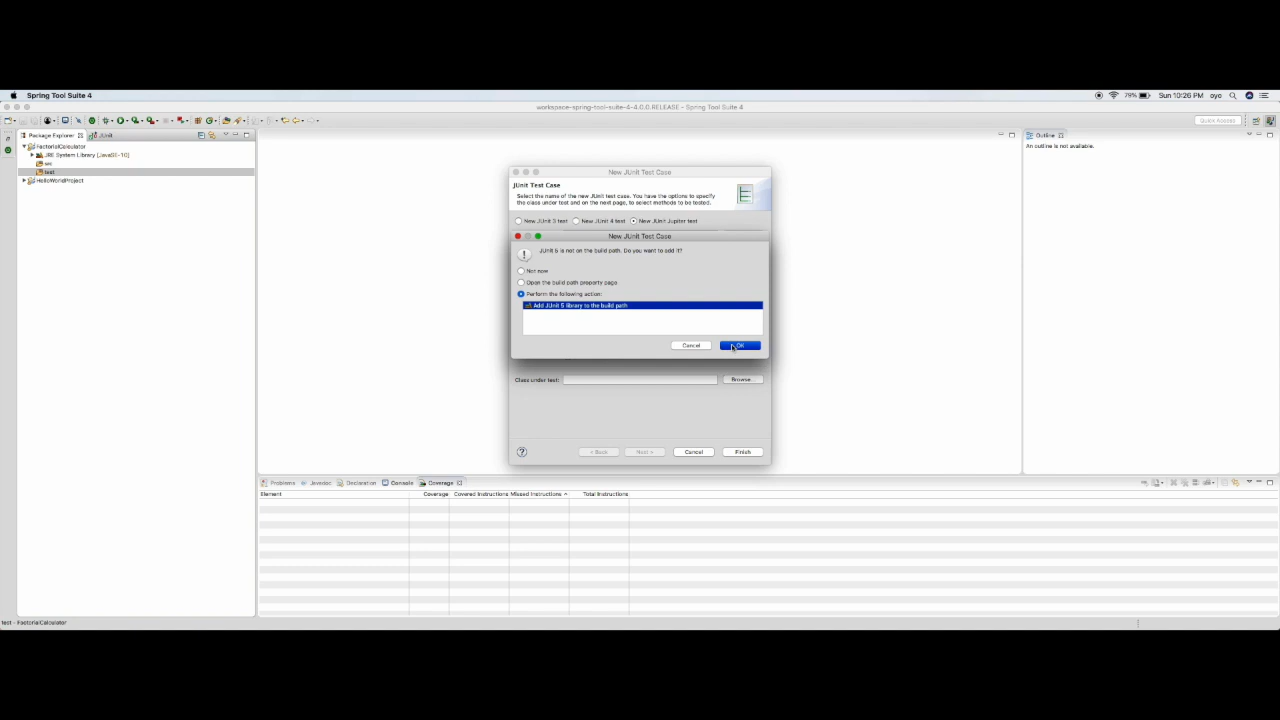 Spring Tool Suite 4
79%
Sun 10:26 PM oyo
workspace-spring-tool-suite-4-4.0.0.RELEASE - Spring Tool Suite 4
Quick Access
Package Explorer
JUnit
FactorialCalculator
JRE System Library [JavaSE-10]
src
test
HelloWorldProject
New JUnit Test Case
JUnit Test Case
Select the name of the new JUnit test case. You have the options to specify
the class under test and on the next page, to select methods to be tested.
New JUnit 3 test
New JUnit 4 test
New JUnit Jupiter test
New JUnit Test Case
JUnit 5 is not on the build path. Do you want to add it?
Not now
Open the build path property page
Perform the following action:
Add JUnit 5 library to the build path
Cancel
OK
Class under test:
Browse...
?
< Back
Next >
Cancel
Finish
Outline
An outline is not available.
Problems
Javadoc
Declaration
Console
Coverage
Element
Coverage
Covered Instructions
Missed Instructions
Total Instructions
test - FactorialCalculator